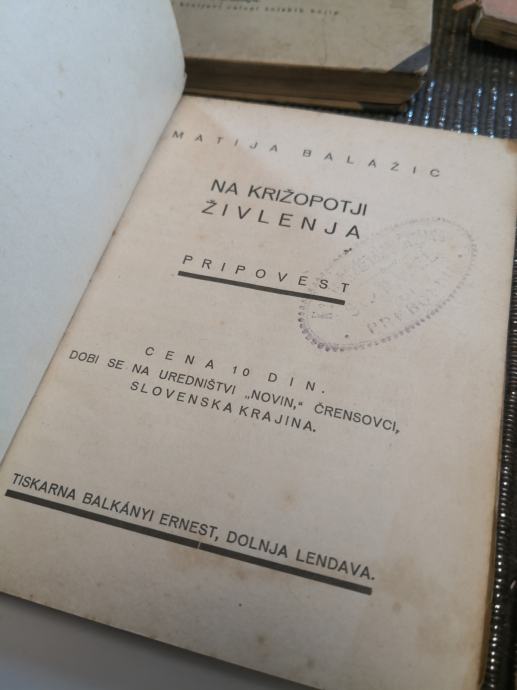 MATIJA BALAŽIC
NA KRIŽOPOTJI
ŽIVLENJA
PRIPOVEST
CENA 10 DIN.
DOBI SE NA UREDNIŠTVI „NOVIN,“ ČRENSOVCI,
SLOVENSKA KRAJINA.
TISKARNA BALKÁNYI ERNEST, DOLNJA LENDAVA.